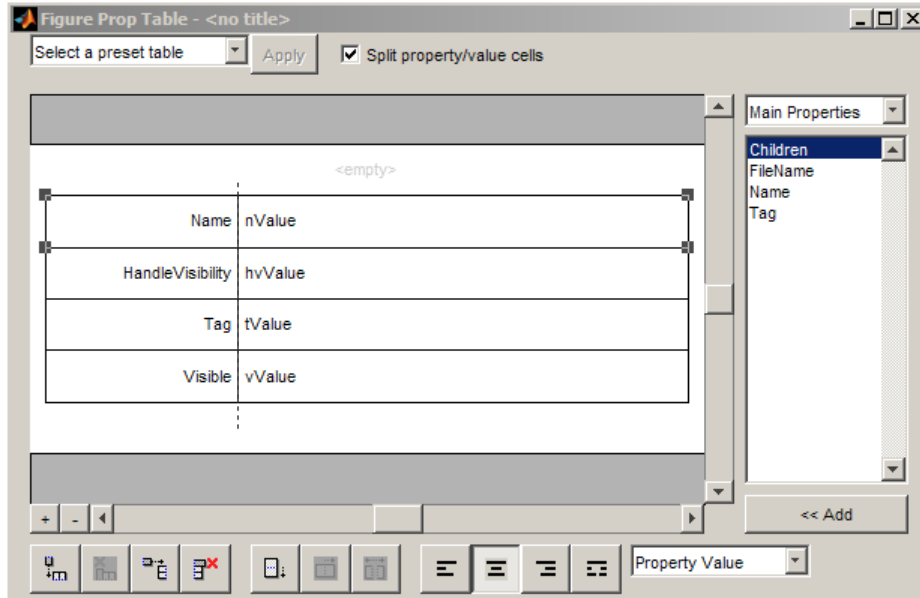 Figure Prop Table - <no title>
Select a preset table
Apply
Split property/value cells
Main Properties
Children
FileName
Name
Tag
<empty>
Name nValue
HandleVisibility hvValue
Tag tValue
Visible vValue
+ -
<< Add
Property Value